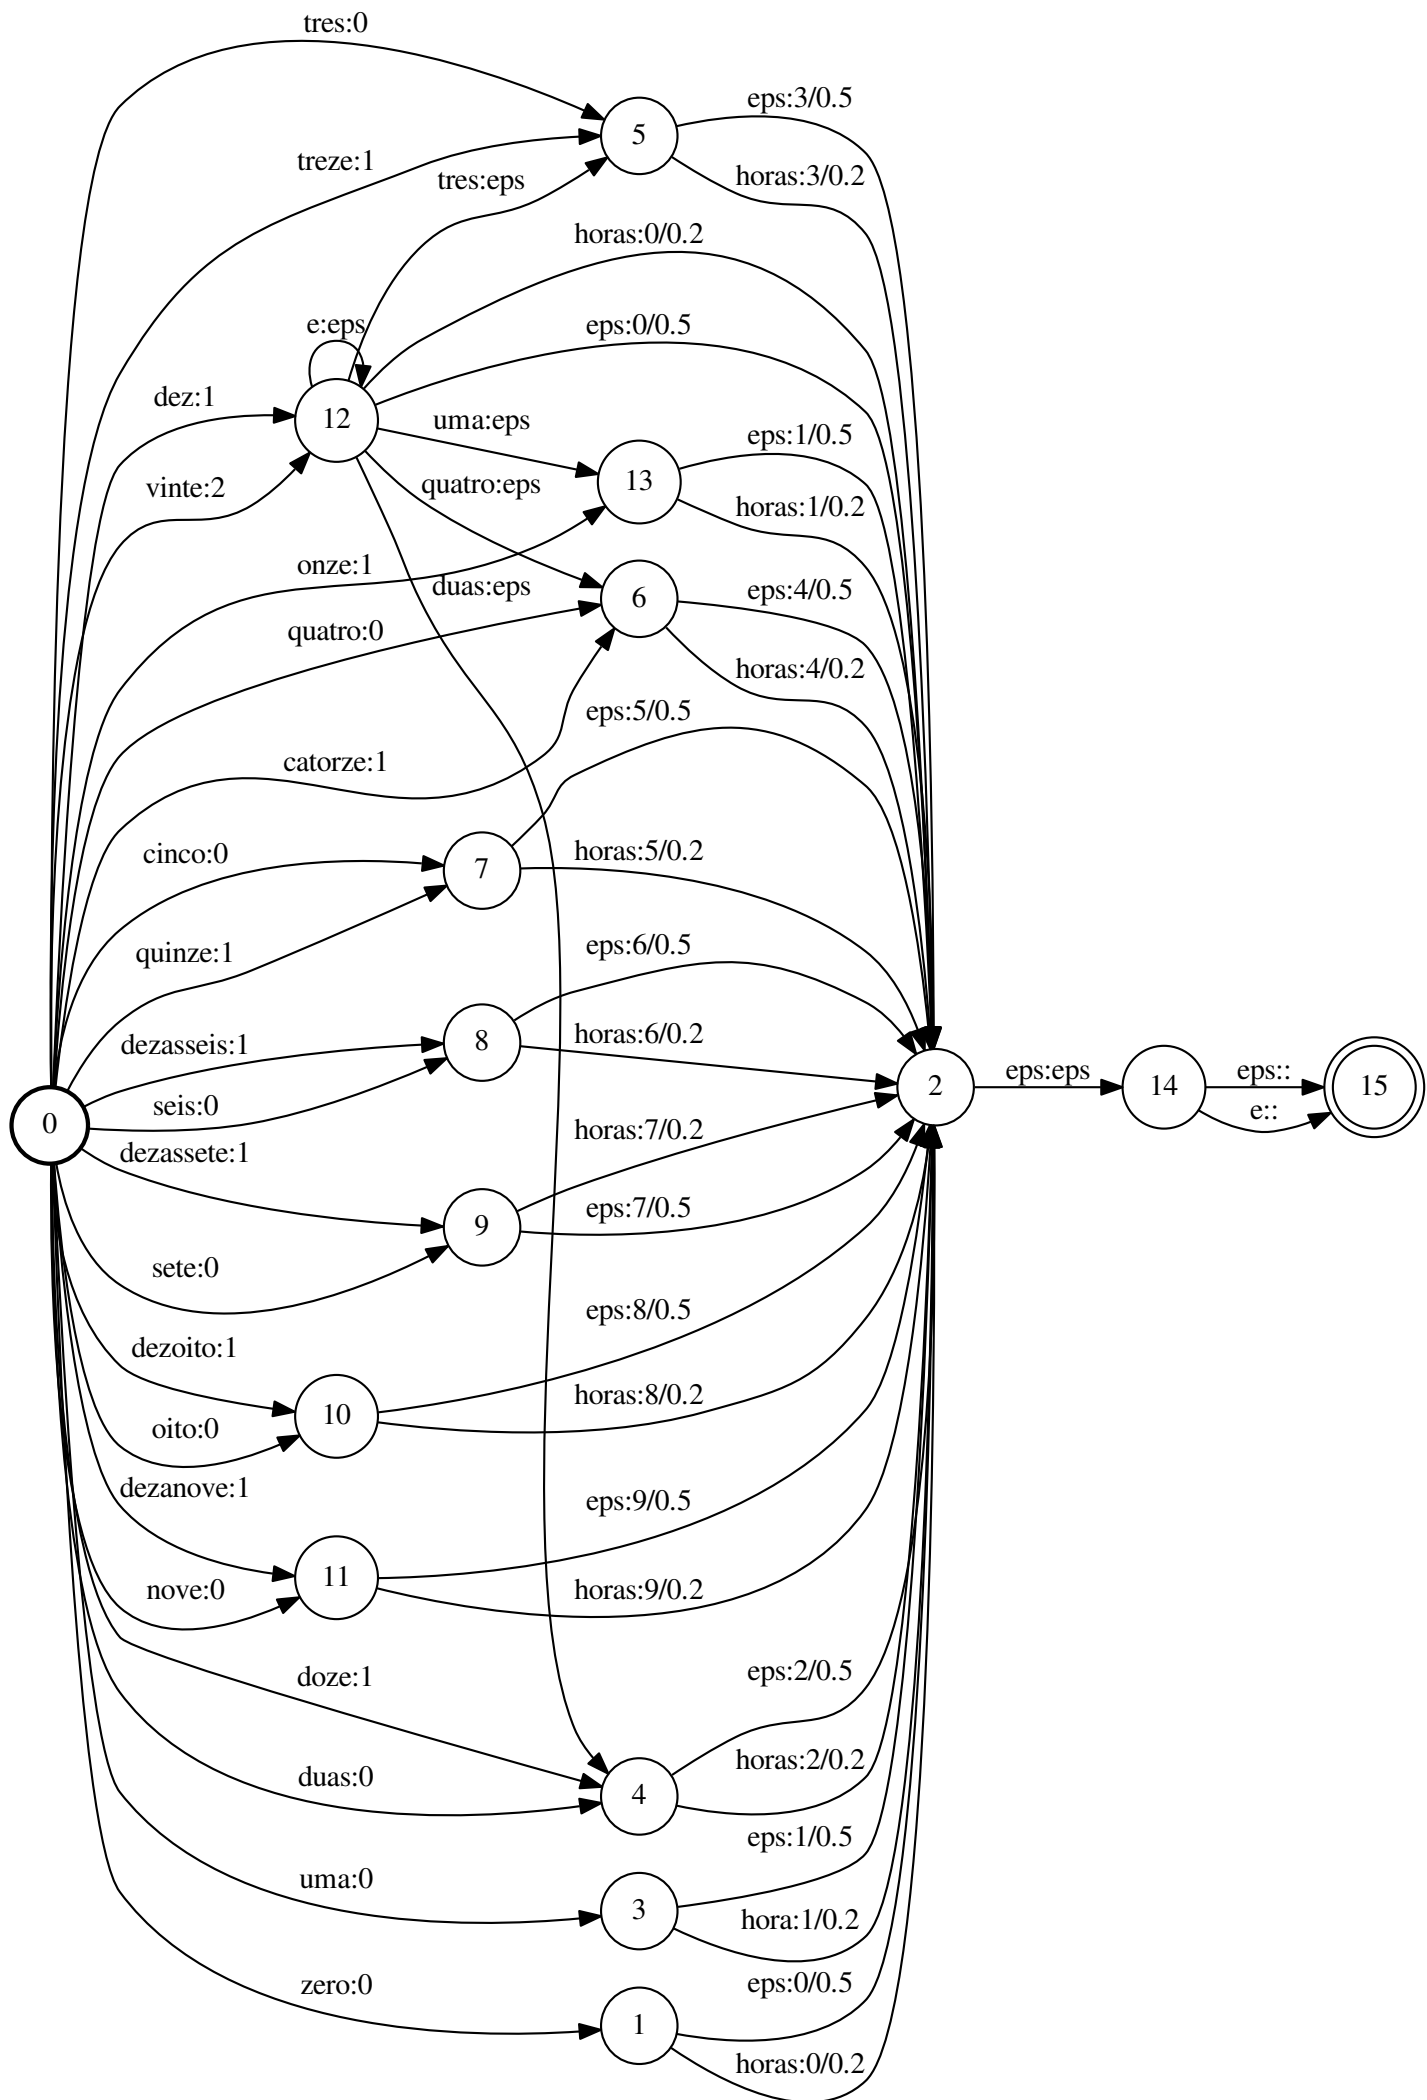 tres:0
eps:3/0.5
5
treze:1
horas:3/0.2
tres:eps
horas:0/0.2
e:eps
eps:0/0.5
dez:1
12
uma:eps
eps:1/0.5
13
vinte:2
quatro:eps
horas:1/0.2
onze:1
duas:eps
eps:4/0.5
6
quatro:0
horas:4/0.2
eps:5/0.5
catorze:1
cinco:0
horas:5/0.2
7
quinze:1
eps:6/0.5
dezasseis:1
8
horas:6/0.2
2
eps:eps
14
eps::
15
seis:0
e::
0
dezassete:1
horas:7/0.2
9
eps:7/0.5
sete:0
eps:8/0.5
dezoito:1
10
horas:8/0.2
oito:0
dezanove:1
eps:9/0.5
11
nove:0
horas:9/0.2
doze:1
eps:2/0.5
duas:0
horas:2/0.2
4
eps:1/0.5
uma:0
3
hora:1/0.2
zero:0
eps:0/0.5
1
horas:0/0.2